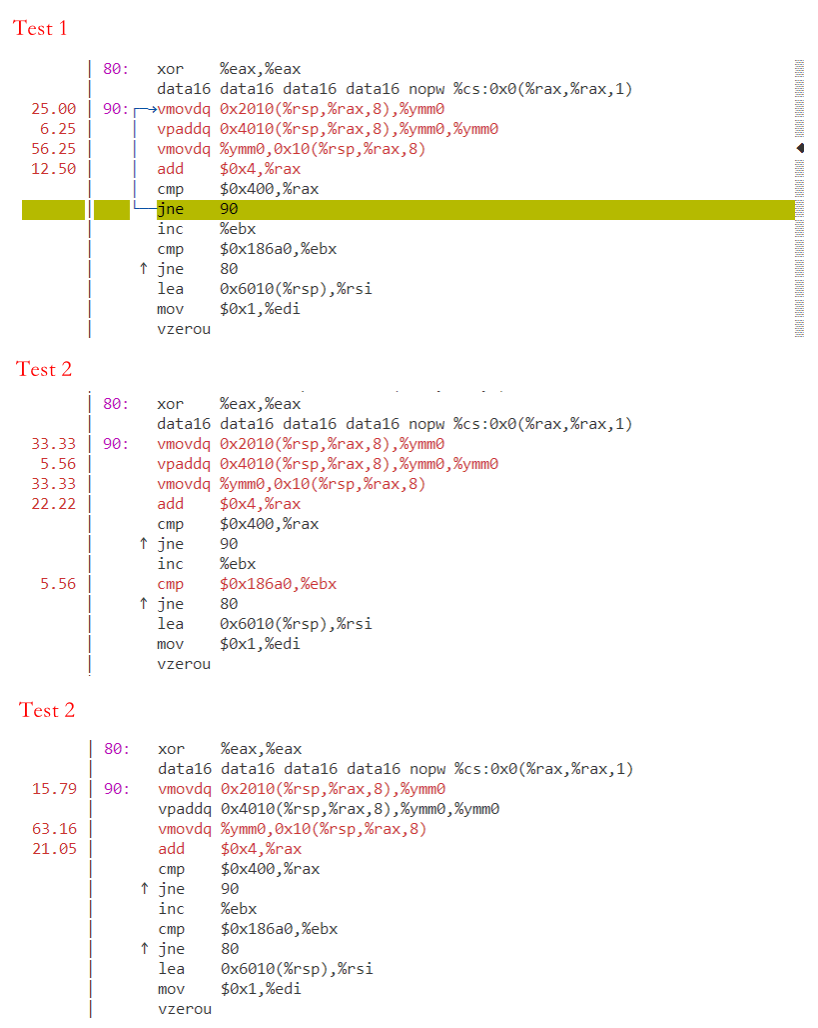 Test 1
80: xor %eax,%eax
data16 data16 data16 data16 nopw %cs:0x0(%rax,%rax,1)
25.00 90: vmovdq 0x2010(%rsp,%rax,8),%ymm0
6.25 vpaddq 0x4010(%rsp,%rax,8),%ymm0,%ymm0
56.25 vmovdq %ymm0,0x10(%rsp,%rax,8)
12.50 add $0x4,%rax
cmp $0x400,%rax
jne 90
inc %ebx
cmp $0x186a0,%ebx
↑ jne 80
lea 0x6010(%rsp),%rsi
mov $0x1,%edi
vzerou
Test 2
80: xor %eax,%eax
data16 data16 data16 data16 nopw %cs:0x0(%rax,%rax,1)
33.33 90: vmovdq 0x2010(%rsp,%rax,8),%ymm0
5.56 vpaddq 0x4010(%rsp,%rax,8),%ymm0,%ymm0
33.33 vmovdq %ymm0,0x10(%rsp,%rax,8)
22.22 add $0x4,%rax
cmp $0x400,%rax
↑ jne 90
inc %ebx
5.56 cmp $0x186a0,%ebx
↑ jne 80
lea 0x6010(%rsp),%rsi
mov $0x1,%edi
vzerou
Test 2
80: xor %eax,%eax
data16 data16 data16 data16 nopw %cs:0x0(%rax,%rax,1)
15.79 90: vmovdq 0x2010(%rsp,%rax,8),%ymm0
vpaddq 0x4010(%rsp,%rax,8),%ymm0,%ymm0
63.16 vmovdq %ymm0,0x10(%rsp,%rax,8)
21.05 add $0x4,%rax
cmp $0x400,%rax
↑ jne 90
inc %ebx
cmp $0x186a0,%ebx
↑ jne 80
lea 0x6010(%rsp),%rsi
mov $0x1,%edi
vzerou